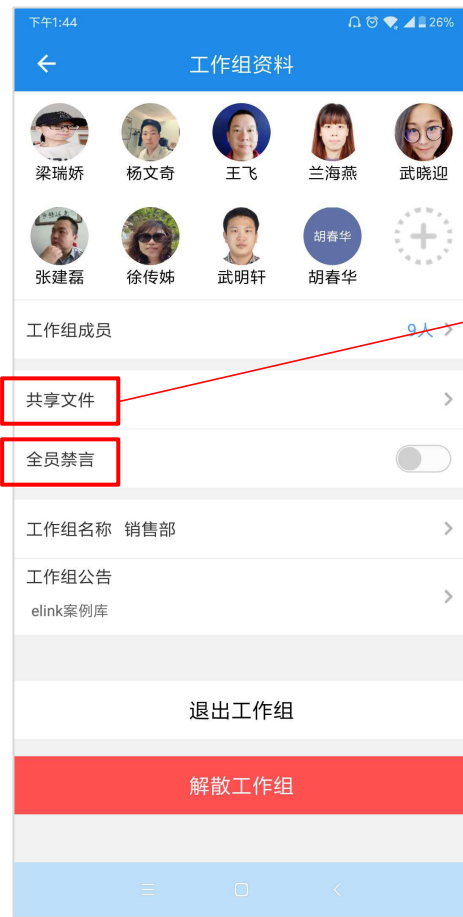 下午1:44 26%
工作组资料
梁瑞娇 杨文奇 王飞 兰海燕 武晓迎
胡春华
张建磊 徐传姊 武明轩 胡春华
工作组成员 9人
共享文件
全员禁言
工作组名称 销售部
工作组公告
elink案例库
退出工作组
解散工作组